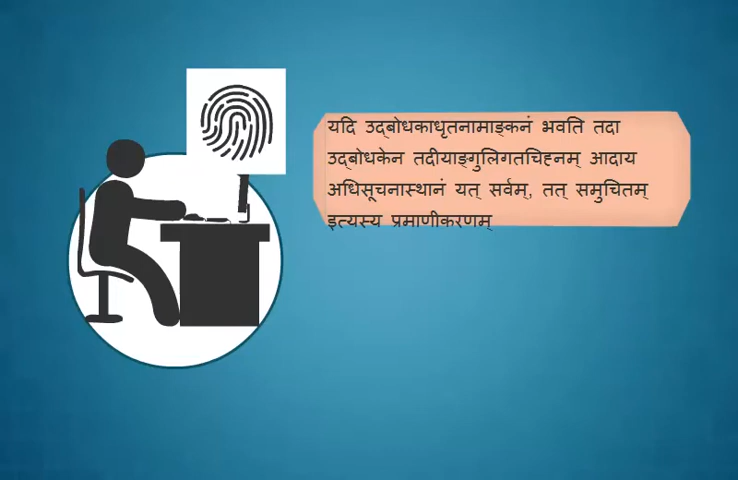 यदि उद्बोधकाधृतनामाङ्कनं भवति तदा
उद्बोधकेन तदीयाङ्गुलिगतचिह्नम् आदाय
अधिसूचनास्थानं यत् सर्वम्, तत् समुचितम्
इत्यस्य प्रमाणीकरणम्